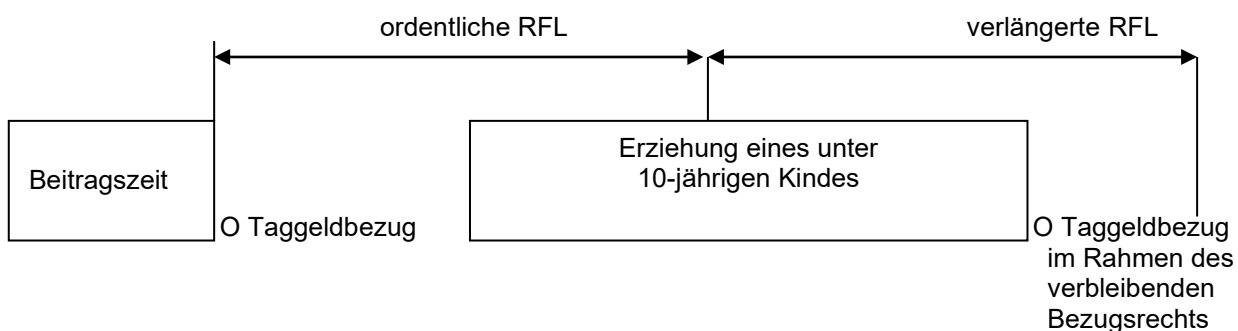 ordentliche RFL
verlängerte RFL
Beitragszeit
O Taggeldbezug
Erziehung eines unter
10-jährigen Kindes
O Taggeldbezug
im Rahmen des
verbleibenden
Bezugsrechts